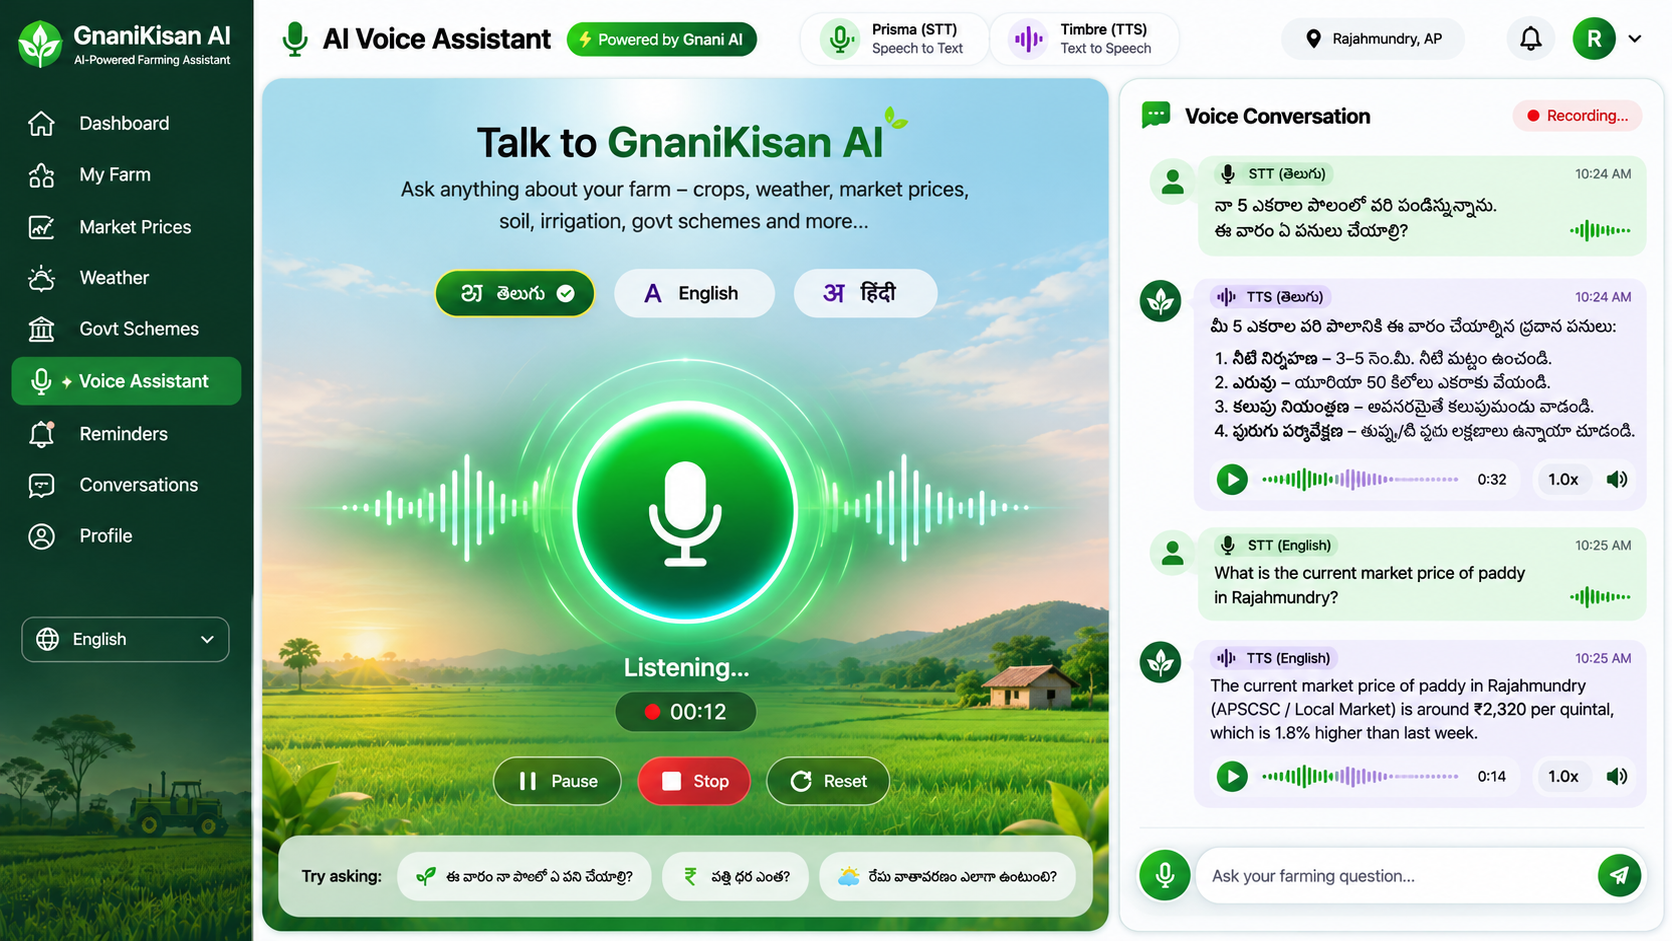 GnaniKisan AI
AI-Powered Farming Assistant
Dashboard
My Farm
Market Prices
Weather
Govt Schemes
Voice Assistant
Reminders
Conversations
Profile
English
AI Voice Assistant
Powered by Gnani AI
Prisma (STT)
Speech to Text
Timbre (TTS)
Text to Speech
Rajahmundry, AP
R
Talk to GnaniKisan AI
Ask anything about your farm – crops, weather, market prices,
soil, irrigation, govt schemes and more...
తెలుగు
A English
अ हिंदी
Listening...
00:12
Pause
Stop
Reset
Try asking:
ఈ వారం నా పొలంలో ఏ పని చేయాలి?
₹ పత్తి ధర ఎంత?
రేపు వాతావరణం ఎలాగా ఉంటుంది?
Voice Conversation
Recording...
STT (తెలుగు)
10:24 AM
నా 5 ఎకరాల పొలంలో వరి పండిస్తున్నాను.
ఈ వారం ఏ పనులు చేయాలి?
TTS (తెలుగు)
10:24 AM
మీ 5 ఎకరాల వరి పొలానికి ఈ వారం చేయాల్సిన ప్రధాన పనులు:
1. నీటి నిర్వహణ – 3–5 సెం.మీ. నీటి మట్టం ఉంచండి.
2. ఎరువు – యూరియా 50 కిలోలు ఎకరాకు వేయండి.
3. కలుపు నియంత్రణ – అవసరమైతే కలుపుమందు వాడండి.
4. పురుగు పర్యవేక్షణ – లక్షణాలు ఉన్నాయా చూడండి.
0:32
1.0x
STT (English)
10:25 AM
What is the current market price of paddy
in Rajahmundry?
TTS (English)
10:25 AM
The current market price of paddy in Rajahmundry
(APSCSC / Local Market) is around ₹2,320 per quintal,
which is 1.8% higher than last week.
0:14
1.0x
Ask your farming question...